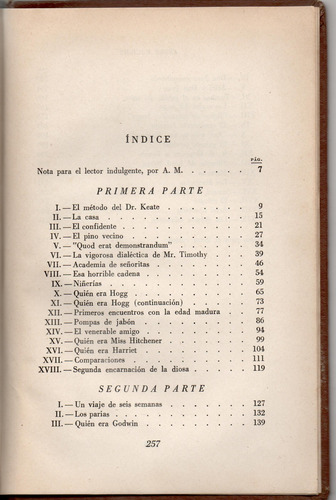 ÍNDICE
PÁG.
Nota para el lector indulgente, por A. M. . . . . . 7
PRIMERA PARTE
I.—El método del Dr. Keate . . . . . . . . 9
II.—La casa . . . . . . . . . . . . 15
III.—El confidente . . . . . . . . . . . 21
IV.—El pino vecino . . . . . . . . . . . 27
V.—"Quod erat demonstrandum" . . . . . . . 34
VI.—La vigorosa dialéctica de Mr. Timothy . . . . 39
VII.—Academia de señoritas . . . . . . . . . 46
VIII.—Esa horrible cadena . . . . . . . . . 54
IX.—Niñerías . . . . . . . . . . . . 59
X.—Quién era Hogg . . . . . . . . . . 65
XI.—Quién era Hogg (continuación) . . . . . . 73
XII.—Primeros encuentros con la edad madura . . . 77
XIII.—Pompas de jabón . . . . . . . . . . 86
XIV.—El venerable amigo . . . . . . . . . 94
XV.—Quién era Miss Hitchener . . . . . . . 99
XVI.—Quién era Harriet . . . . . . . . . 104
XVII.—Comparaciones . . . . . . . . . . 111
XVIII.—Segunda encarnación de la diosa . . . . . 119
SEGUNDA PARTE
I.—Un viaje de seis semanas . . . . . . . . 127
II.—Los parias . . . . . . . . . . . . 132
III.—Quién era Godwin . . . . . . . . . 139
257